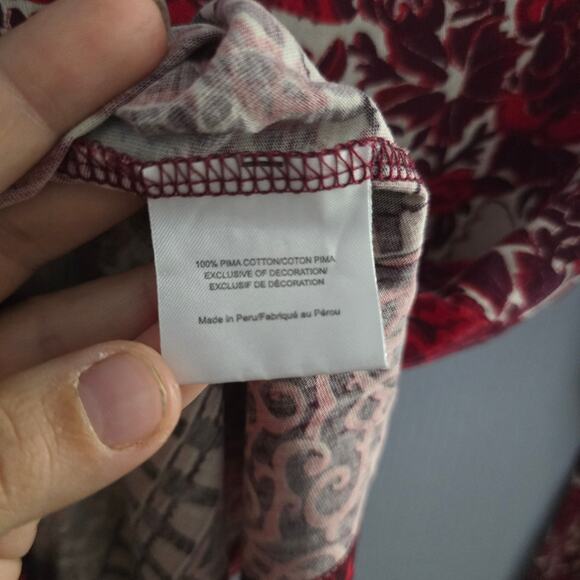 100% PIMA COTTON/COTON PIMA
EXCLUSIVE OF DECORATION/
EXCLUSIF DE DÉCORATION
Made in Peru/Fabriqué au Pérou